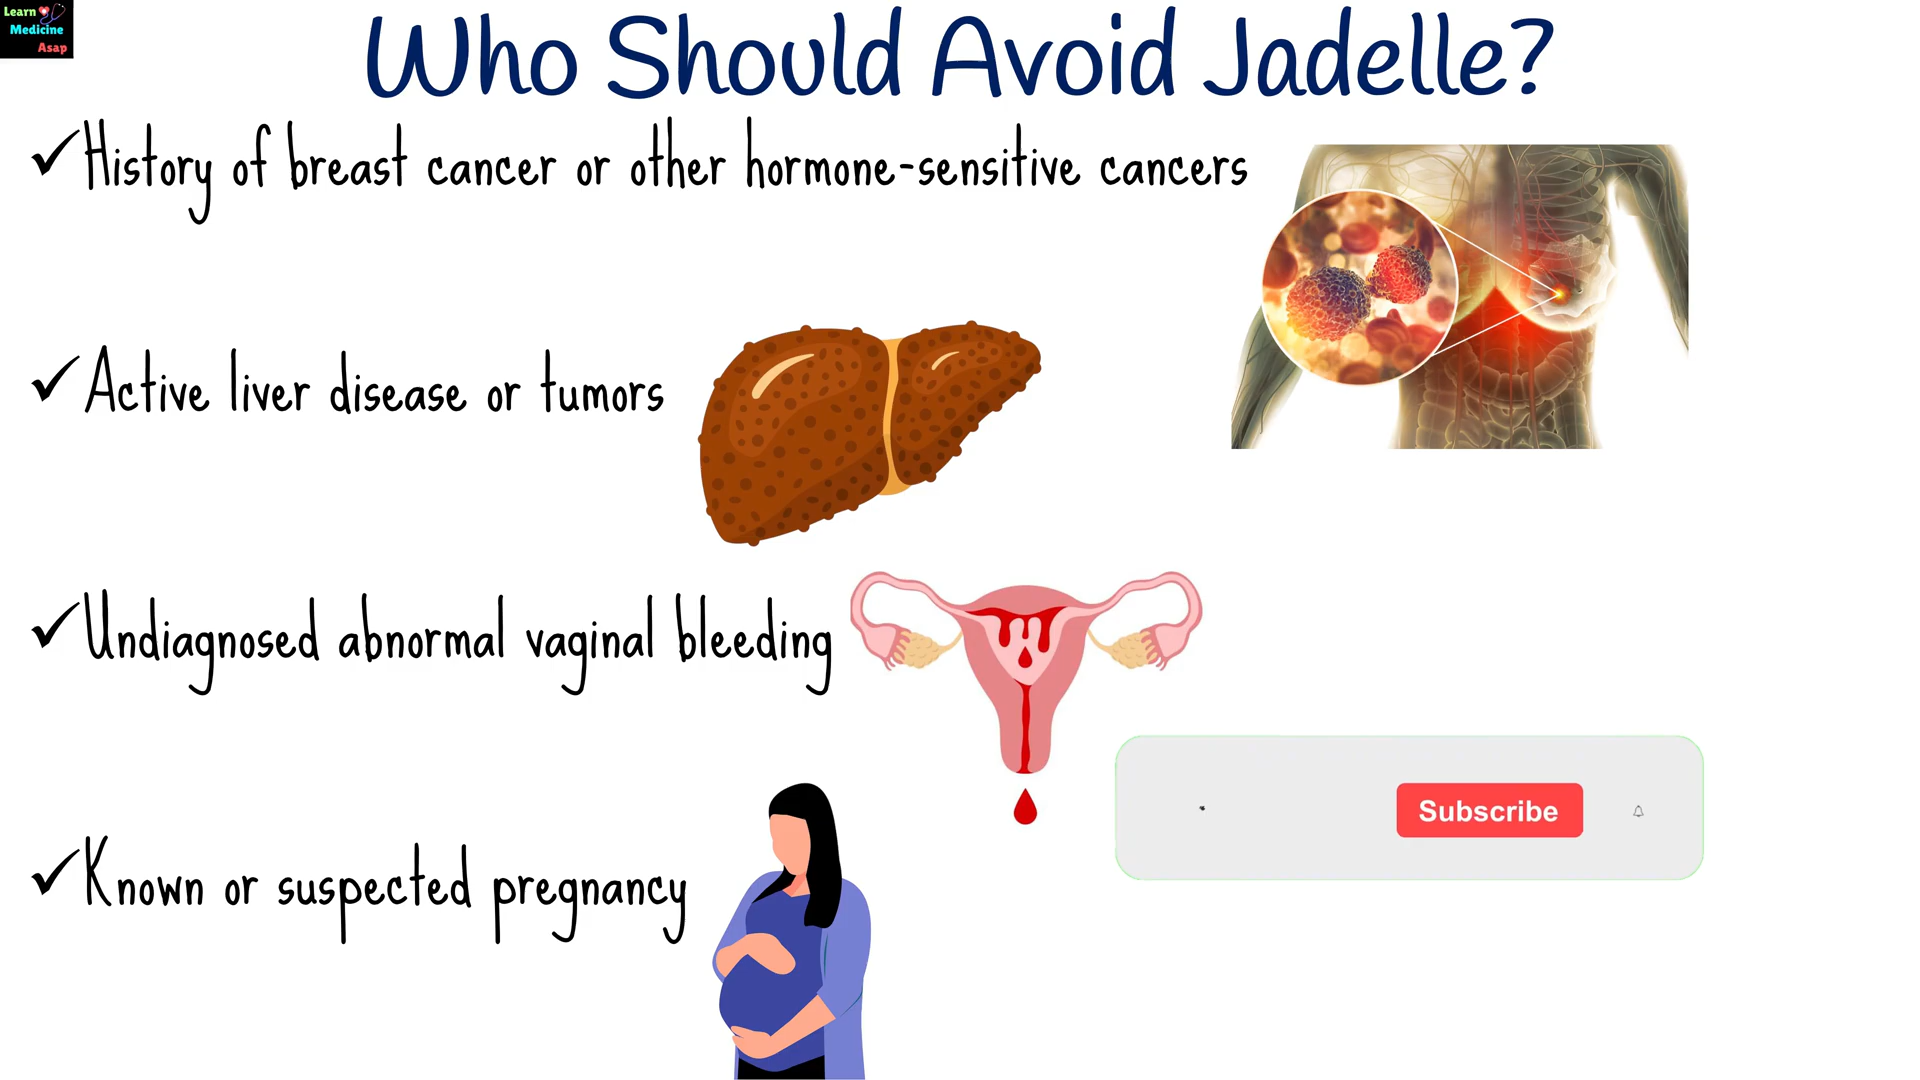 Learn
Medicine
Asap
Who Should Avoid Jadelle?
✓History of breast cancer or other hormone-sensitive cancers
✓Active liver disease or tumors
✓Undiagnosed abnormal vaginal bleeding
Subscribe
✓Known or suspected pregnancy